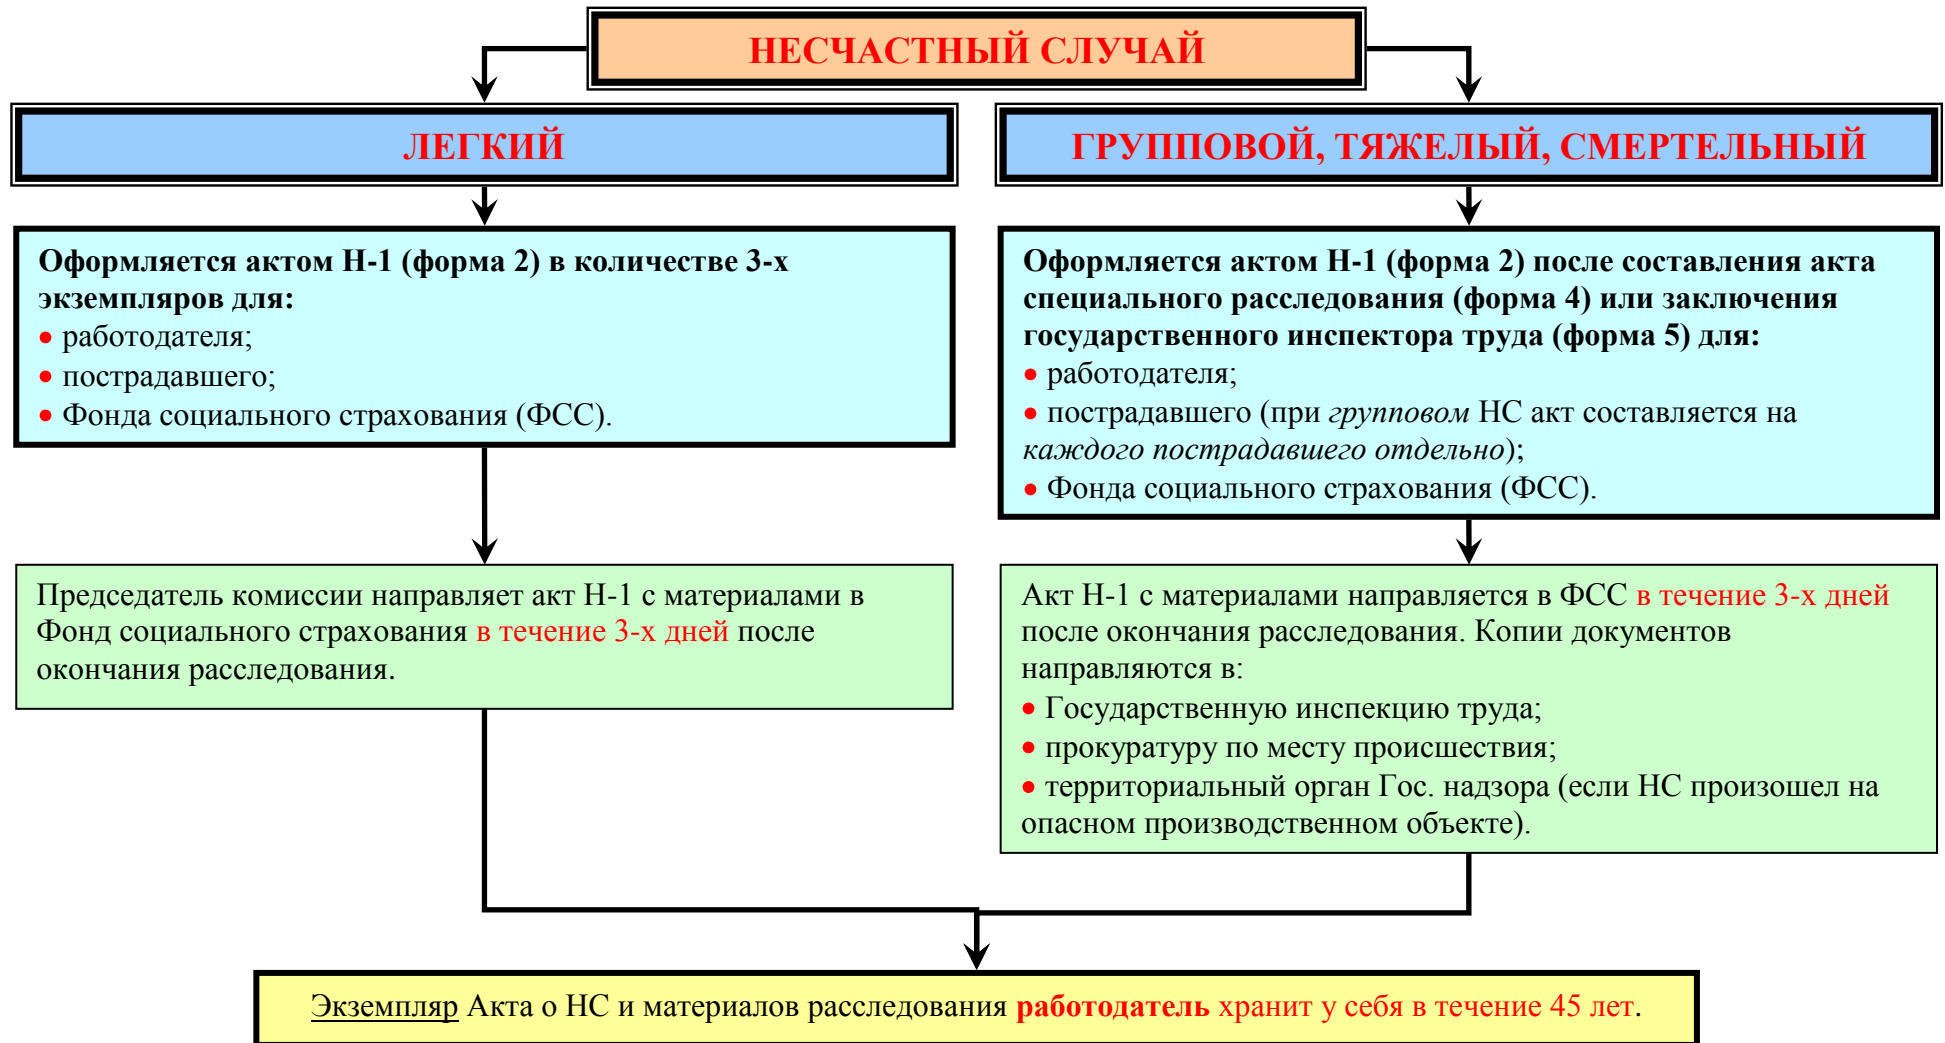 НЕСЧАСТНЫЙ СЛУЧАЙ
ЛЕГКИЙ
Оформляется актом Н-1 (форма 2) в количестве 3-х
экземпляров для:
• работодателя;
• пострадавшего;
• Фонда социального страхования (ФСС).
Председатель комиссии направляет акт Н-1 с материалами в
Фонд социального страхования в течение 3-х дней после
окончания расследования.
ГРУППОВОЙ, ТЯЖЕЛЫЙ, СМЕРТЕЛЬНЫЙ
Оформляется актом Н-1 (форма 2) после составления акта
специального расследования (форма 4) или заключения
государственного инспектора труда (форма 5) для:
• работодателя;
• пострадавшего (при групповом НС акт составляется на
каждого пострадавшего отдельно);
• Фонда социального страхования (ФСС).
Акт Н-1 с материалами направляется в ФСС в течение 3-х дней
после окончания расследования. Копии документов
направляются в:
• Государственную инспекцию труда;
• прокуратуру по месту происшествия;
• территориальный орган Гос. надзора (если НС произошел на
опасном производственном объекте).
Экземпляр Акта о НС и материалов расследования работодатель хранит у себя в течение 45 лет.